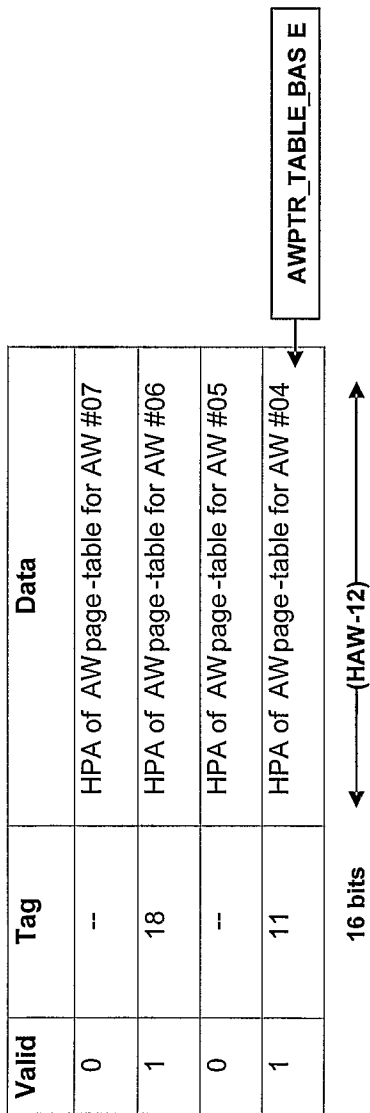 Valid Tag Data
0 -- HPA of AWpage-table for AW #07
1 18 HPA of AWpage-table for AW #06
0 -- HPA of AWpage-table for AW #05
1 11 HPA of AWpage-table for AW #04
AWPTR_TABLE_BAS E
16 bits (HAW-12)